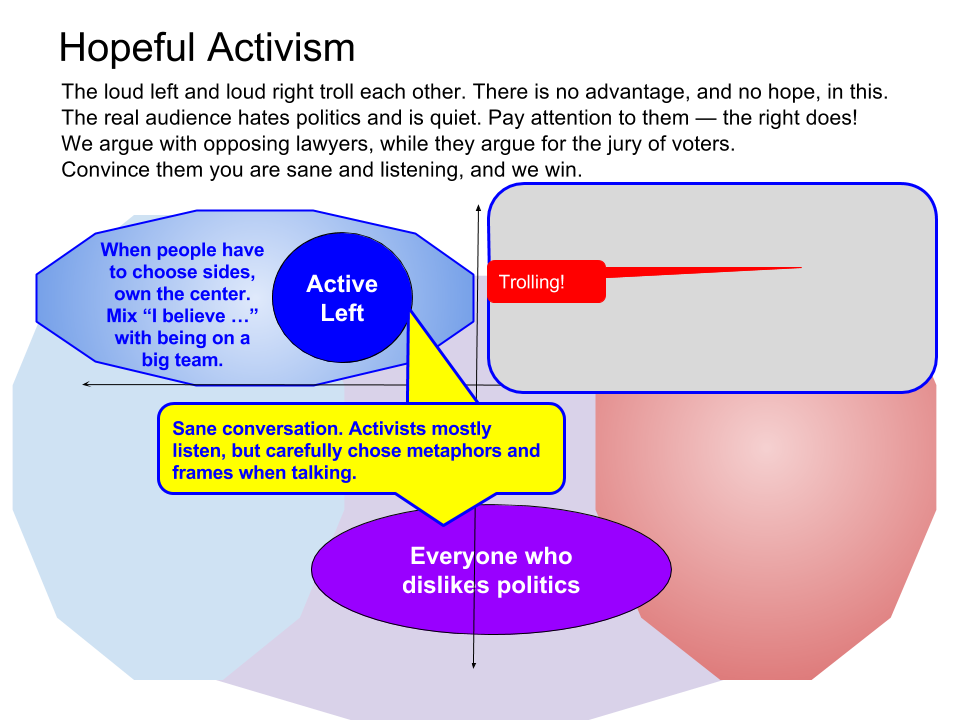 Hopeful Activism
The loud left and loud right troll each other. There is no advantage, and no hope, in this.
The real audience hates politics and is quiet. Pay attention to them — the right does!
We argue with opposing lawyers, while they argue for the jury of voters.
Convince them you are sane and listening, and we win.
When people have
to choose sides,
own the center.
Mix “I believe …”
with being on a
big team.
Active
Left
Trolling!
Sane conversation. Activists mostly
listen, but carefully chose metaphors and
frames when talking.
Everyone who
dislikes politics